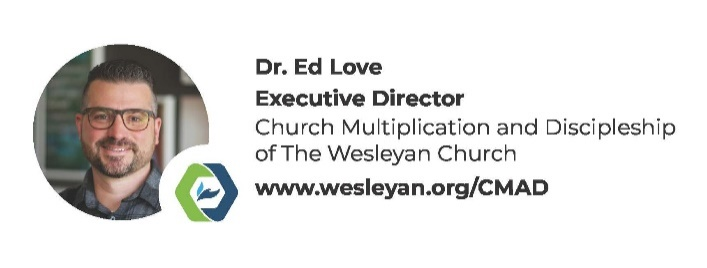 Dr. Ed Love
Executive Director
Church Multiplication and Discipleship
of The Wesleyan Church
www.wesleyan.org/CMAD